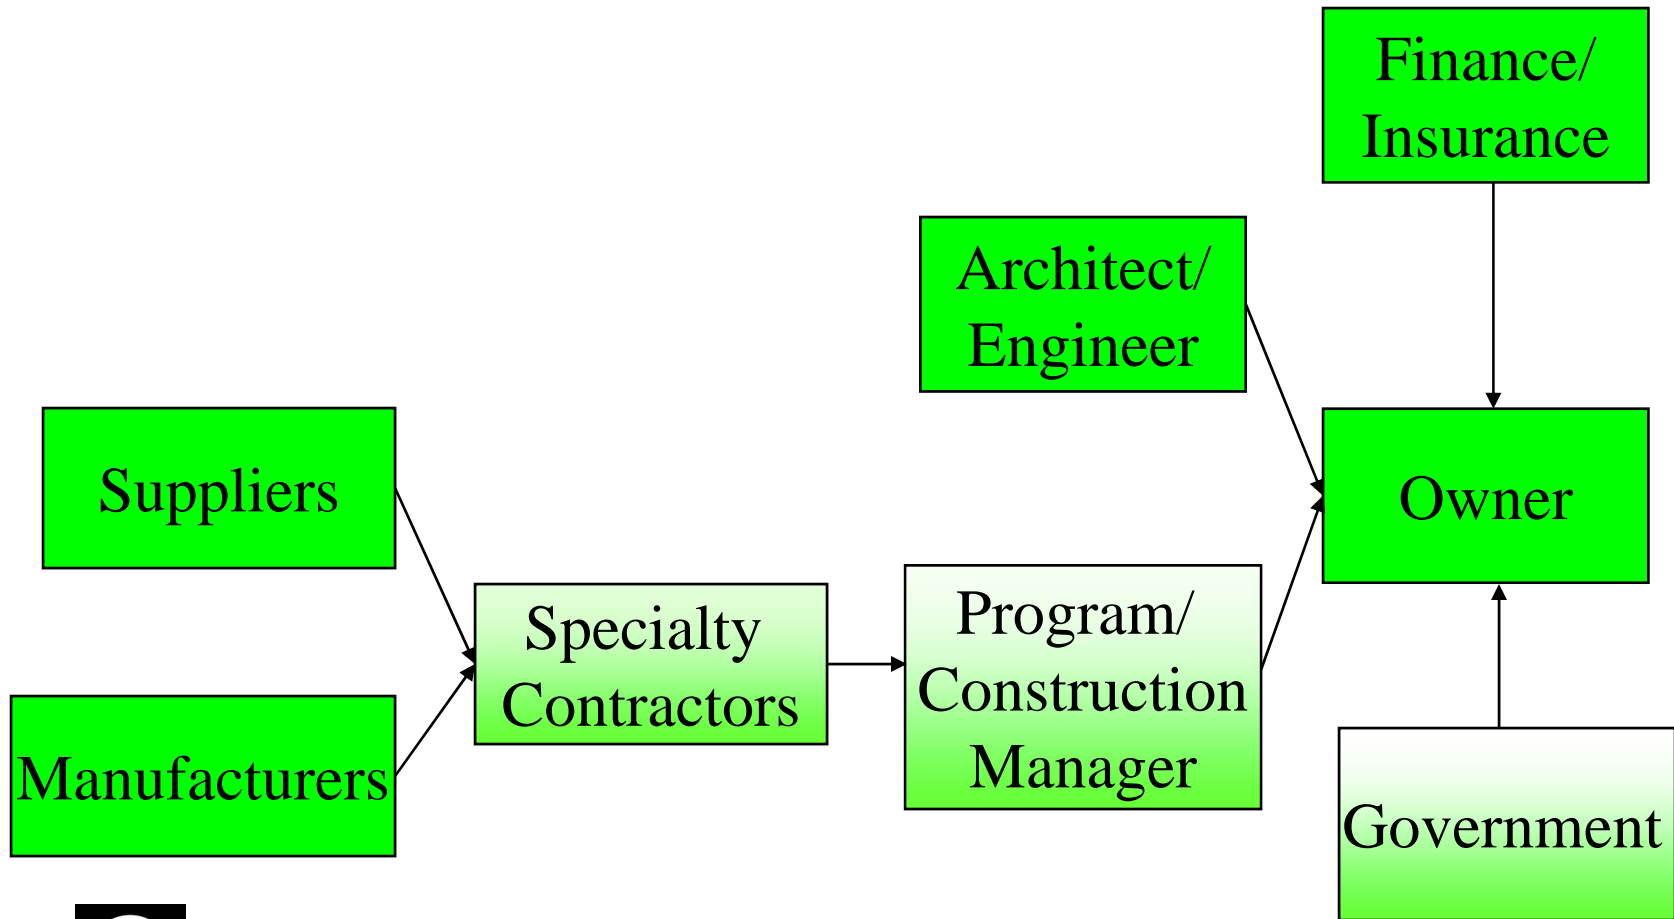 Finance/
Insurance
Architect/
Engineer
Suppliers
Owner
Specialty
Contractors
Program/
Construction
Manager
Manufacturers
Government